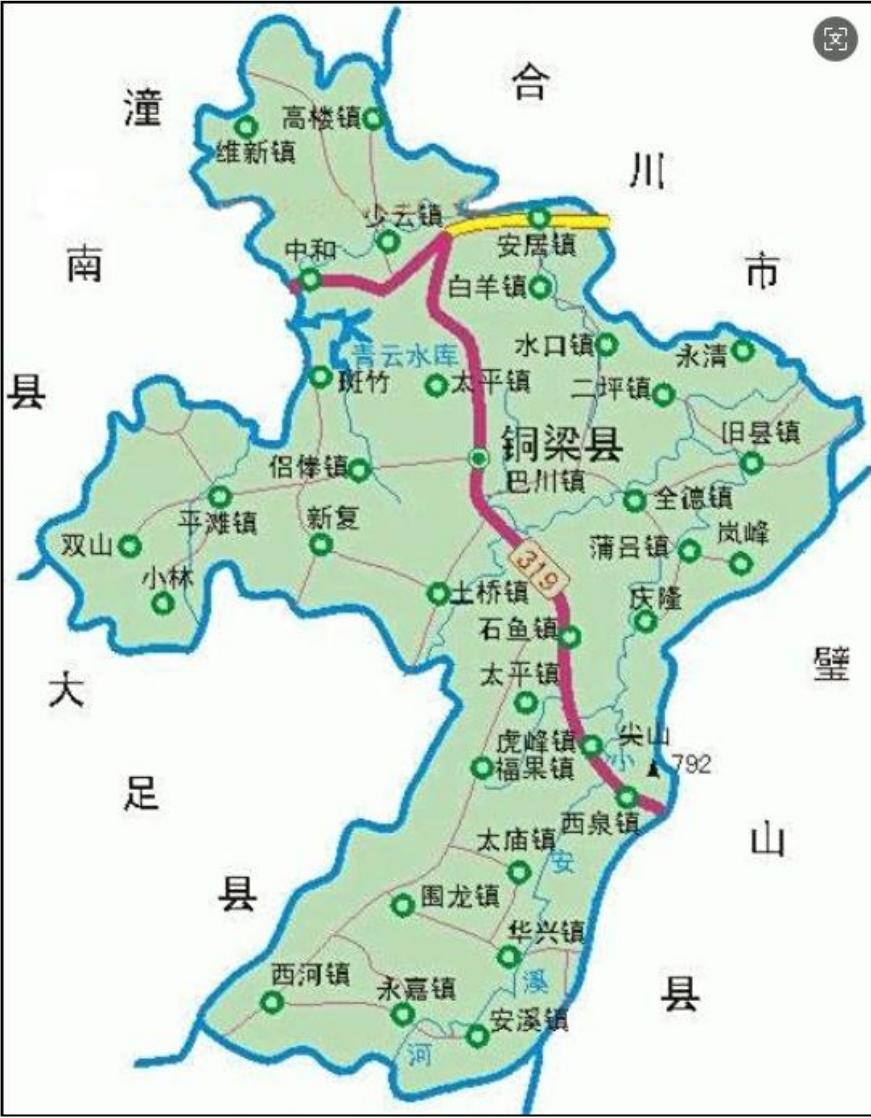 合
潼
高楼镇
维新镇
川
少云镇
安居镇
中和
南
市
白羊镇
水口镇
永清
青云水库
斑竹
太平镇
二坪镇
县
铜梁县
旧县镇
侣俸镇
巴川镇
全德镇
平滩镇
新复
双山
岚峰
蒲吕镇
319
小林
土桥镇
庆隆
石鱼镇
璧
太平镇
大
虎峰镇
尖山
小
792
福果镇
足
西泉镇
太庙镇
山
安
县
围龙镇
华兴镇
西河镇
溪
永嘉镇
县
安溪镇
河